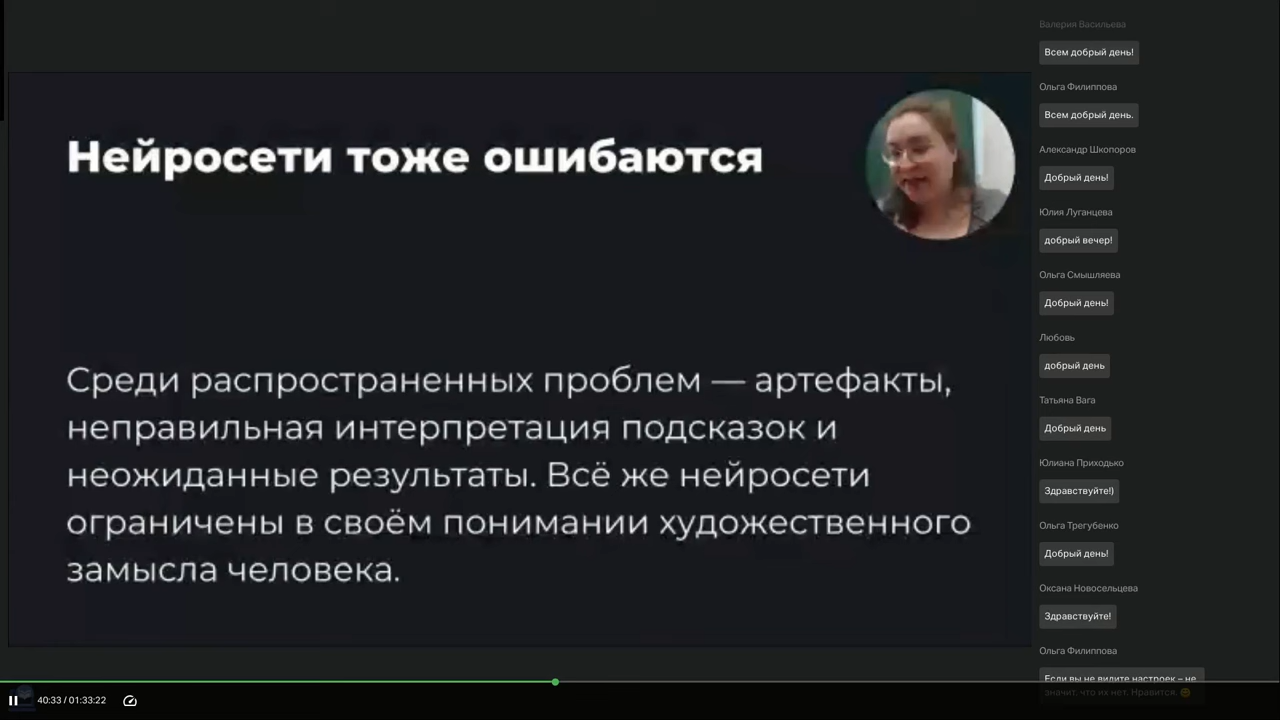 Нейросети тоже ошибаются
Среди распространенных проблем — артефакты,
неправильная интерпретация подсказок и
неожиданные результаты. Всё же нейросети
ограничены в своём понимании художественного
замысла человека.
Валерия Васильева
Всем добрый день!
Ольга Филиппова
Всем добрый день.
Александр Шкопоров
Добрый день!
Юлия Луганцева
добрый вечер!
Ольга Смышляева
Добрый день!
Любовь
добрый день
Татьяна Вага
Добрый день
Юлиана Приходько
Здравствуйте!)
Ольга Трегубенко
Добрый день!
Оксана Новосельцева
Здравствуйте!
Ольга Филиппова
Если вы не видите настроек – не
значит, что их нет. Нравится. 🙂
40:33 / 01:33:22